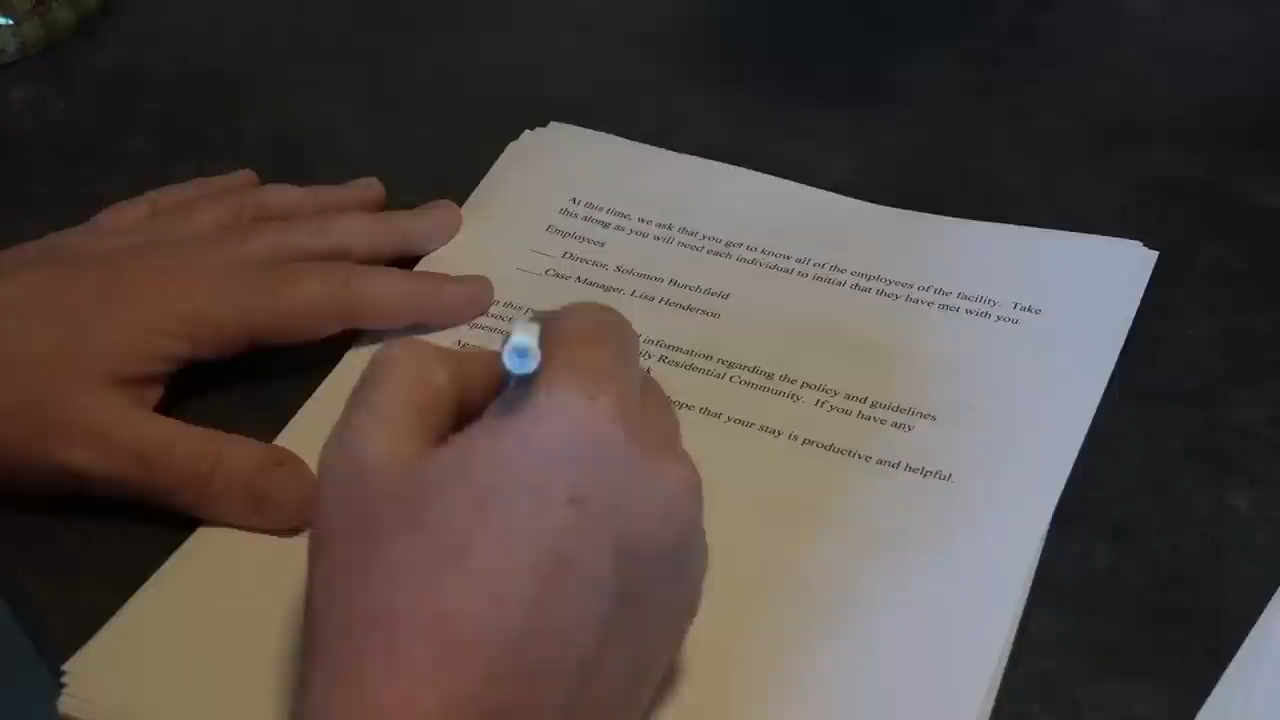 At this time, we ask that you get to know all of the employees of the facility. Take
this along as you will need each individual to initial that they have met with you.
Employees
____ Director, Solomon Burchfield
____Case Manager, Lisa Henderson
in this information regarding the policy and guidelines
Residential Community. If you have any
hope that your stay is productive and helpful.